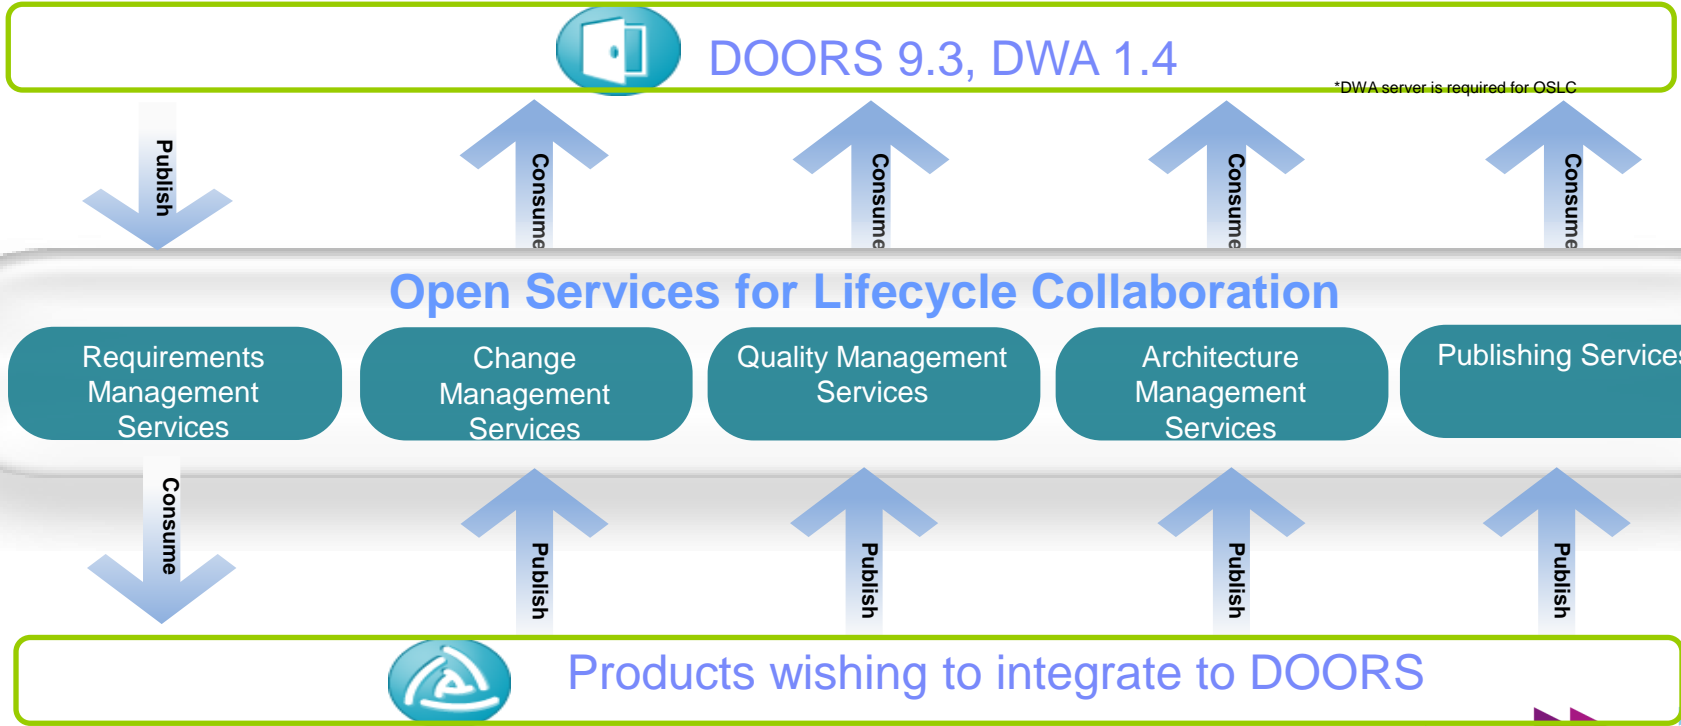 DOORS 9.3, DWA 1.4
*DWA server is required for OSLC
Publish
Consume
Consume
Consume
Consume
Open Services for Lifecycle Collaboration
Requirements
Management
Services
Change
Management
Services
Quality Management
Services
Architecture
Management
Services
Publishing Services
Consume
Publish
Publish
Publish
Publish
Products wishing to integrate to DOORS